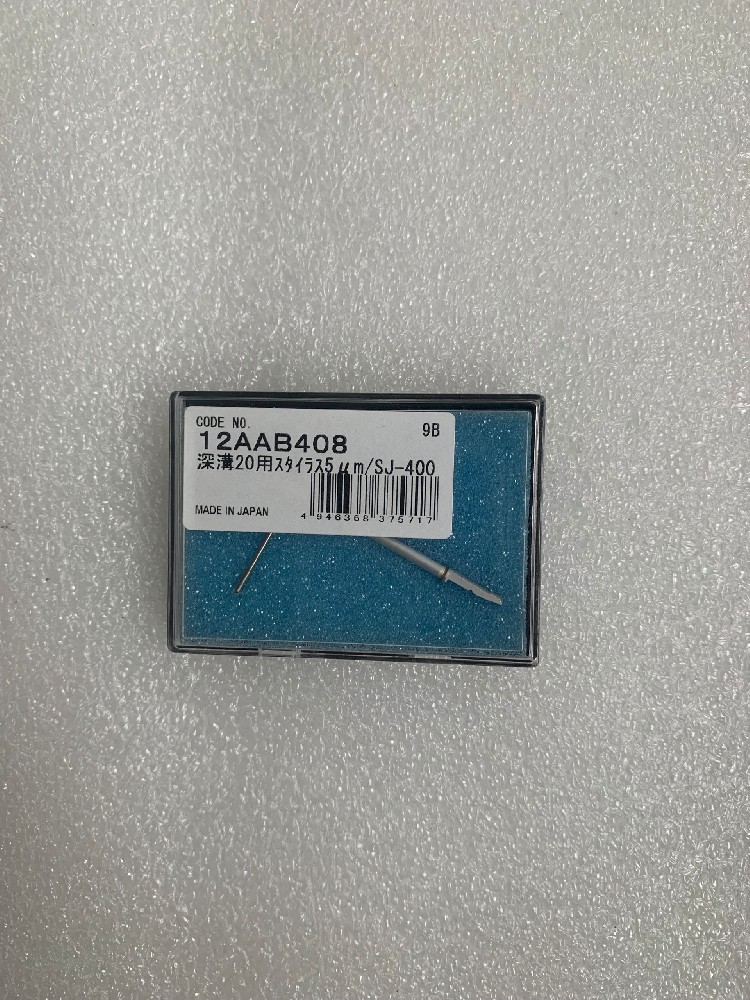 CODE NO.
9B
12AAB408
深溝20用ｽﾀｲﾗｽ5μm/SJ-400
MADE IN JAPAN
4 946368 375717